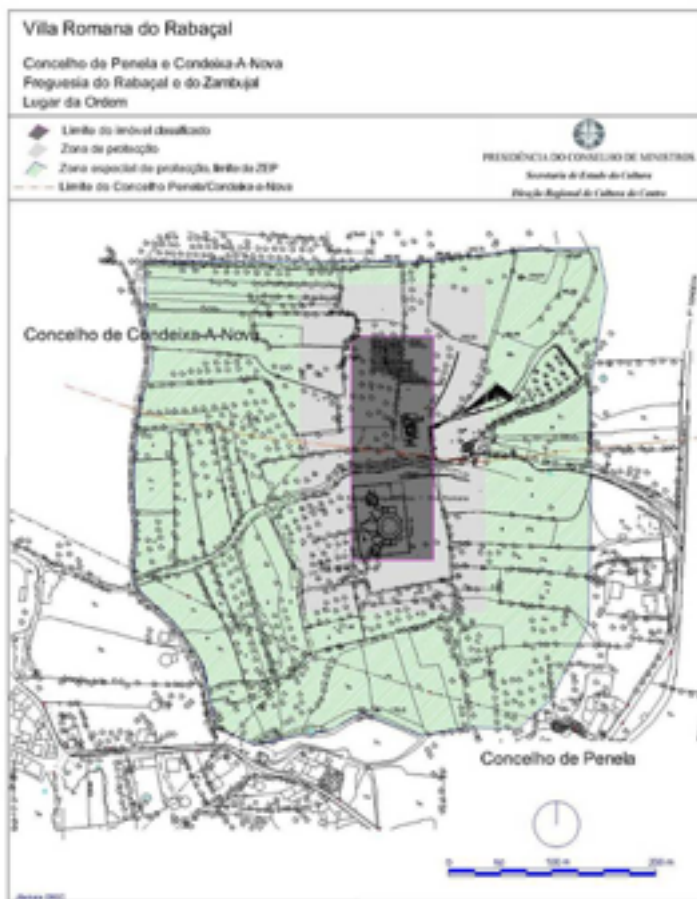 Villa Romana do Rabaçal
Concelho de Penela e Condeixa-A-Nova
Freguesia do Rabaçal e do Zambujal
Lugar da Ordem
Limite do imóvel classificado
Zona de protecção
Zona especial de protecção, limite da ZEP
Limite do Concelho Penela/Condeixa-a-Nova
PRESIDÊNCIA DO CONSELHO DE MINISTROS
Secretaria de Estado da Cultura
Direção Regional de Cultura do Centro
Concelho de Condeixa-A-Nova
Concelho de Penela
0 50 100 m 200 m